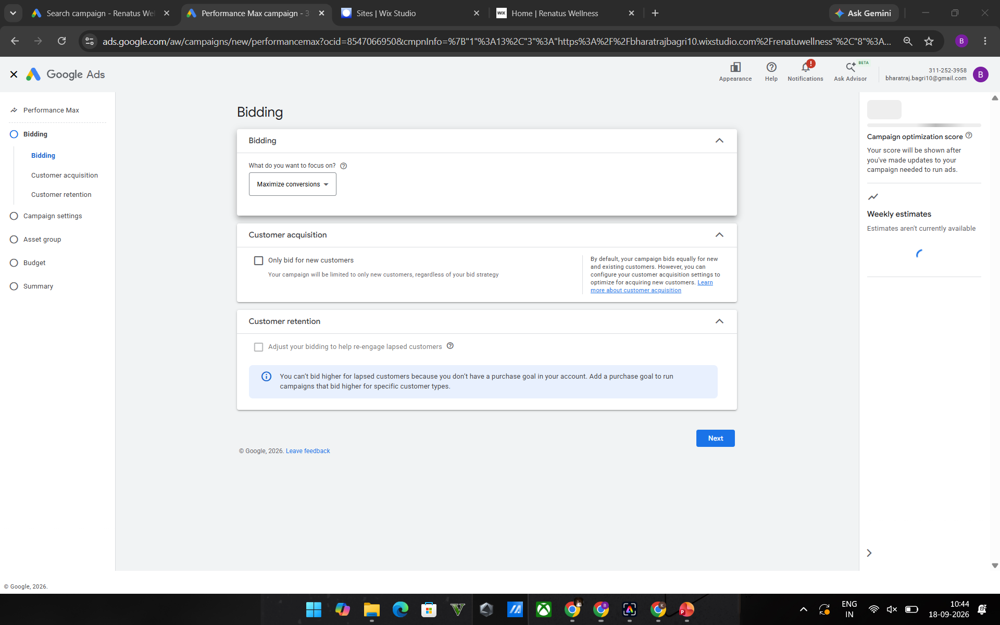 Search campaign - Renatus Wel
Performance Max campaign - 3
Sites | Wix Studio
WIX
Home | Renatus Wellness
Ask Gemini
ads.google.com/aw/campaigns/new/performancemax?ocid=8547066950&cmpnInfo=%7B"1"%3A13%2C"3"%3A"https%3A%2F%2Fbharatrajbagri10.wixstudio.com%2Frenatuwellness"%2C"8"%3A...
B
Google Ads
Appearance
Help
Notifications
Ask Advisor
BETA
311-252-3958
bharatraj.bagri10@gmail.com
B
Performance Max
Bidding
Bidding
Customer acquisition
Customer retention
Campaign settings
Asset group
Budget
Summary
Bidding
Bidding
What do you want to focus on?
Maximize conversions
Customer acquisition
Only bid for new customers
Your campaign will be limited to only new customers, regardless of your bid strategy
By default, your campaign bids equally for new
and existing customers. However, you can
configure your customer acquisition settings to
optimize for acquiring new customers. Learn
more about customer acquisition
Customer retention
Adjust your bidding to help re-engage lapsed customers
You can't bid higher for lapsed customers because you don't have a purchase goal in your account. Add a purchase goal to run
campaigns that bid higher for specific customer types.
Next
© Google, 2026. Leave feedback
Campaign optimization score
Your score will be shown after
you've made updates to your
campaign needed to run ads.
Weekly estimates
Estimates aren't currently available
© Google, 2026.
B
K
P
ENG
IN
10:44
18-09-2026